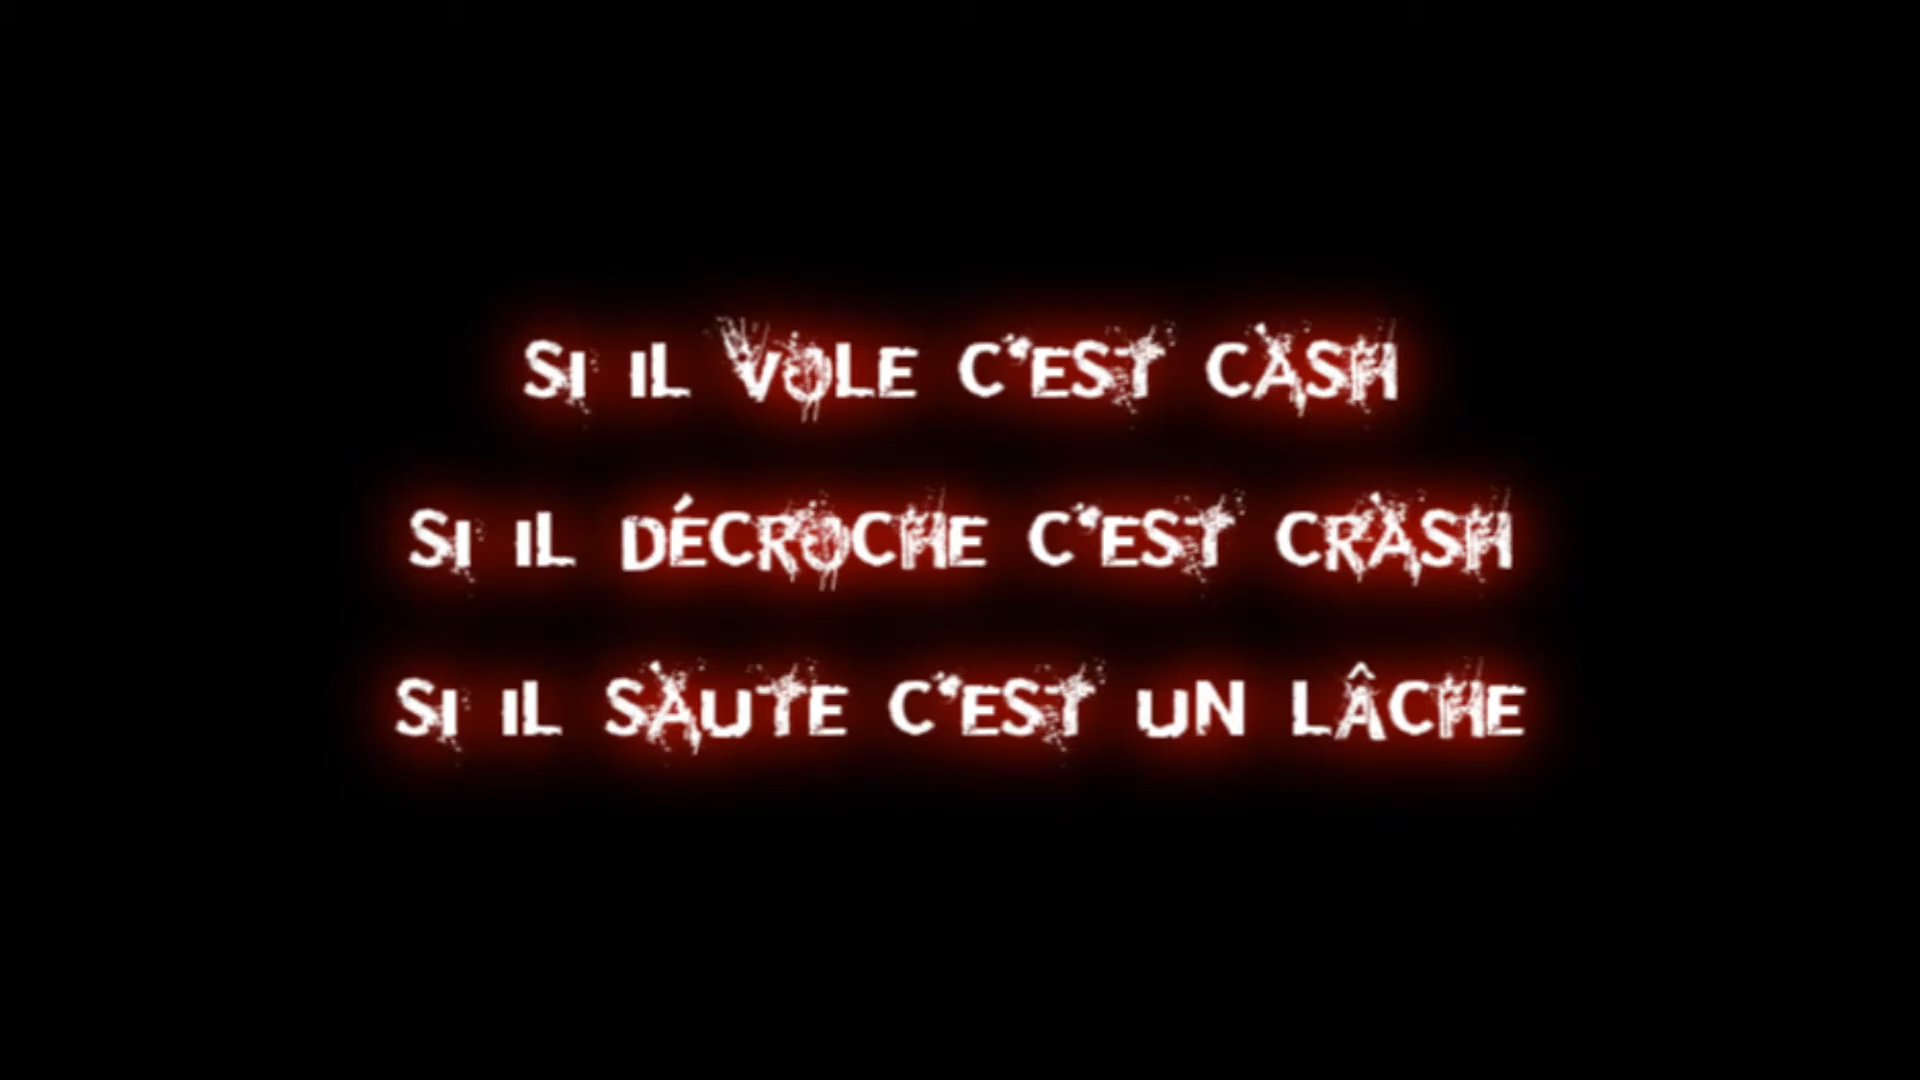 SI IL VOLE C'EST CASH
SI IL DÉCROCHE C'EST CRASH
SI IL SAUTE C'EST UN LÂCHE